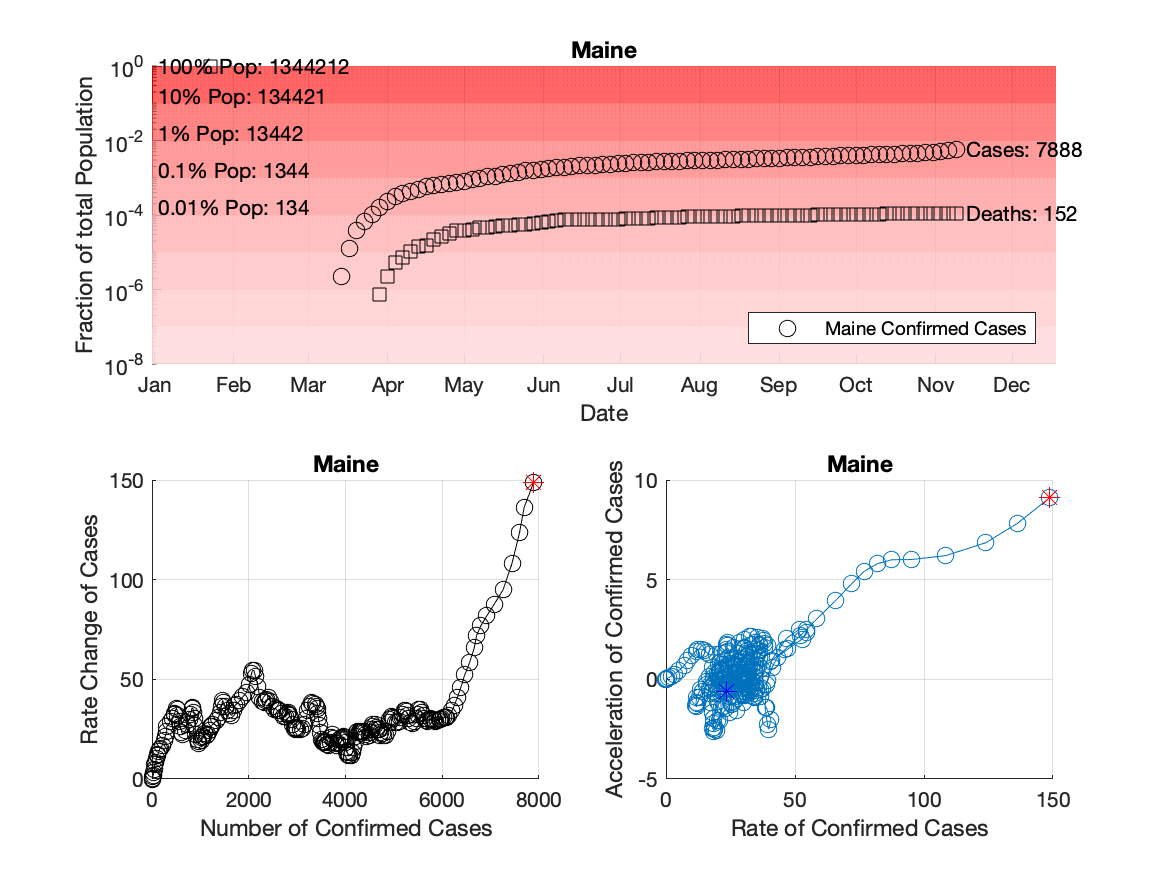 Maine
Fraction of total Population
10^0
10^-2
10^-4
10^-6
10^-8
100% Pop: 1344212
10% Pop: 134421
1% Pop: 13442
0.1% Pop: 1344
0.01% Pop: 134
Cases: 7888
Deaths: 152
Maine Confirmed Cases
Jan Feb Mar Apr May Jun Jul Aug Sep Oct Nov Dec
Date
Maine
Rate Change of Cases
150
100
50
0
0 2000 4000 6000 8000
Number of Confirmed Cases
Maine
Acceleration of Confirmed Cases
10
5
0
-5
0 50 100 150
Rate of Confirmed Cases